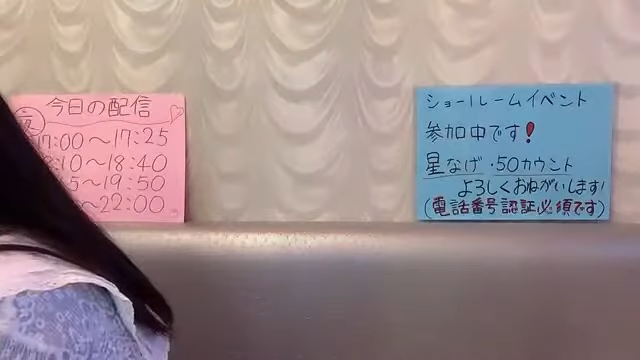 今日の配信
夜
17:00～17:25
8:10～18:40
5～19:50
～22:00
ショールームイベント
参加中です!
星なげ・50カウント
よろしくおねがいします!
(電話番号認証必須です)